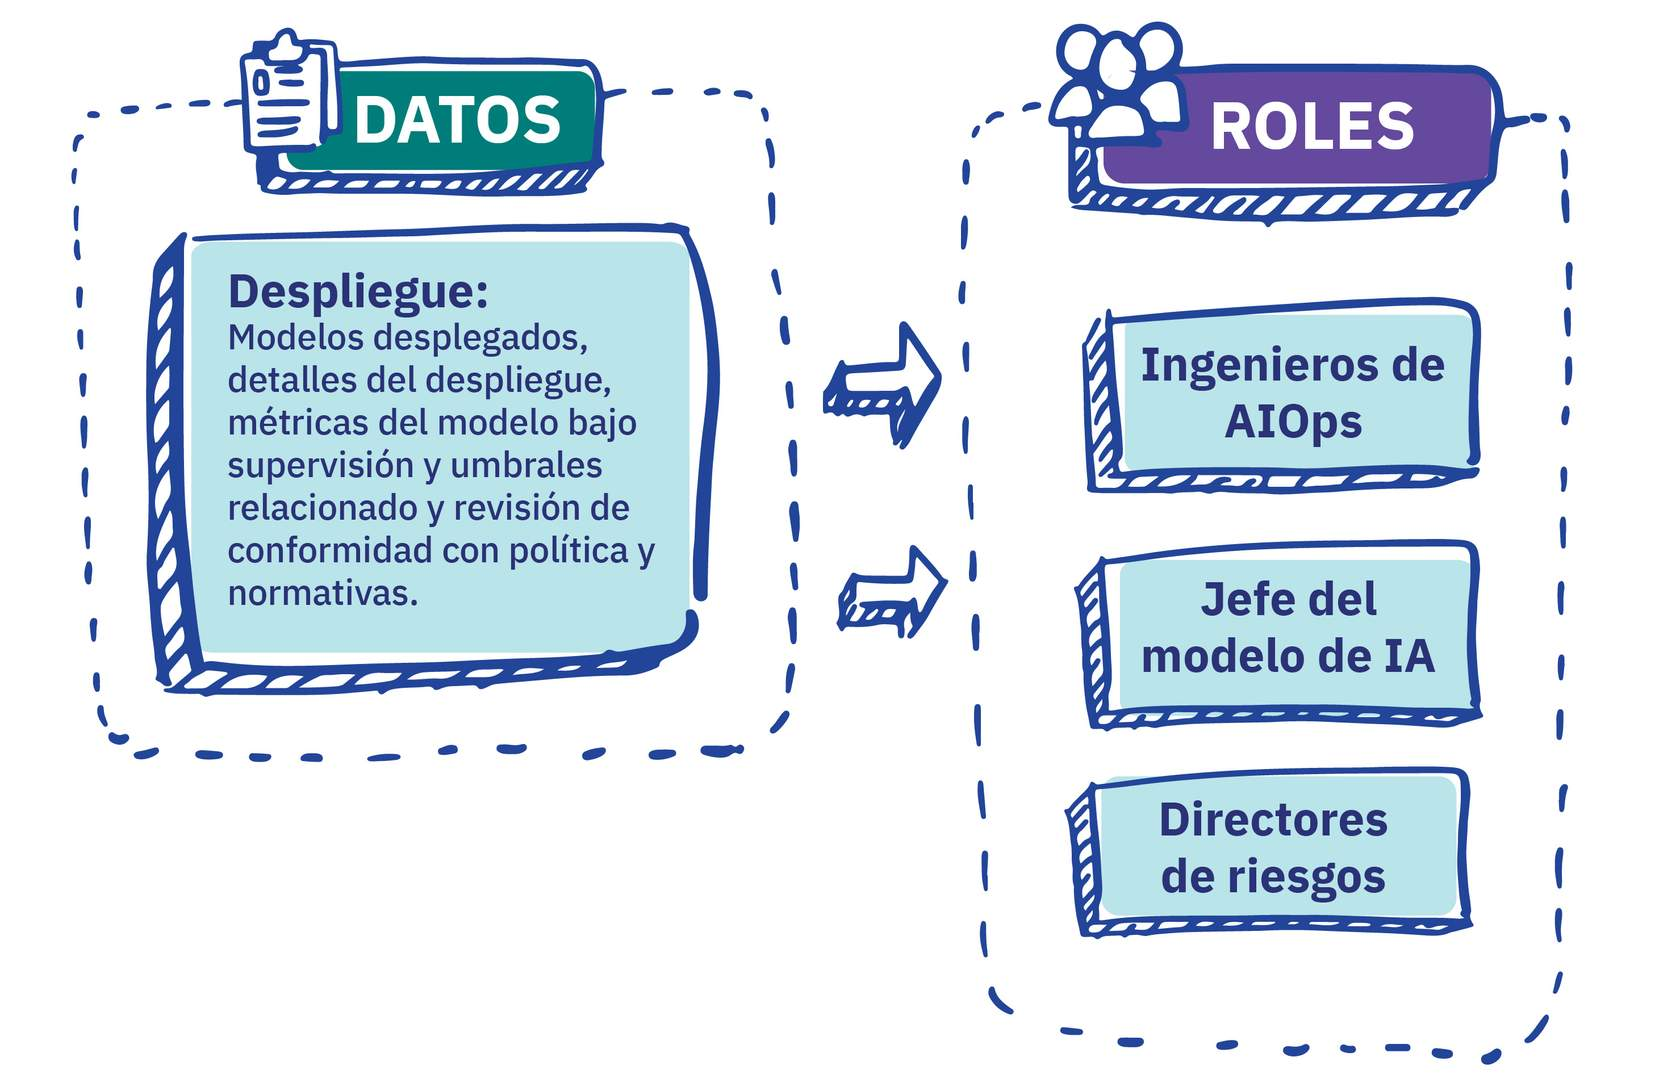 DATOS
Despliegue:
Modelos desplegados,
detalles del despliegue,
métricas del modelo bajo
supervisión y umbrales
relacionado y revisión de
conformidad con política y
normativas.
ROLES
Ingenieros de
AIOps
Jefe del
modelo de IA
Directores
de riesgos